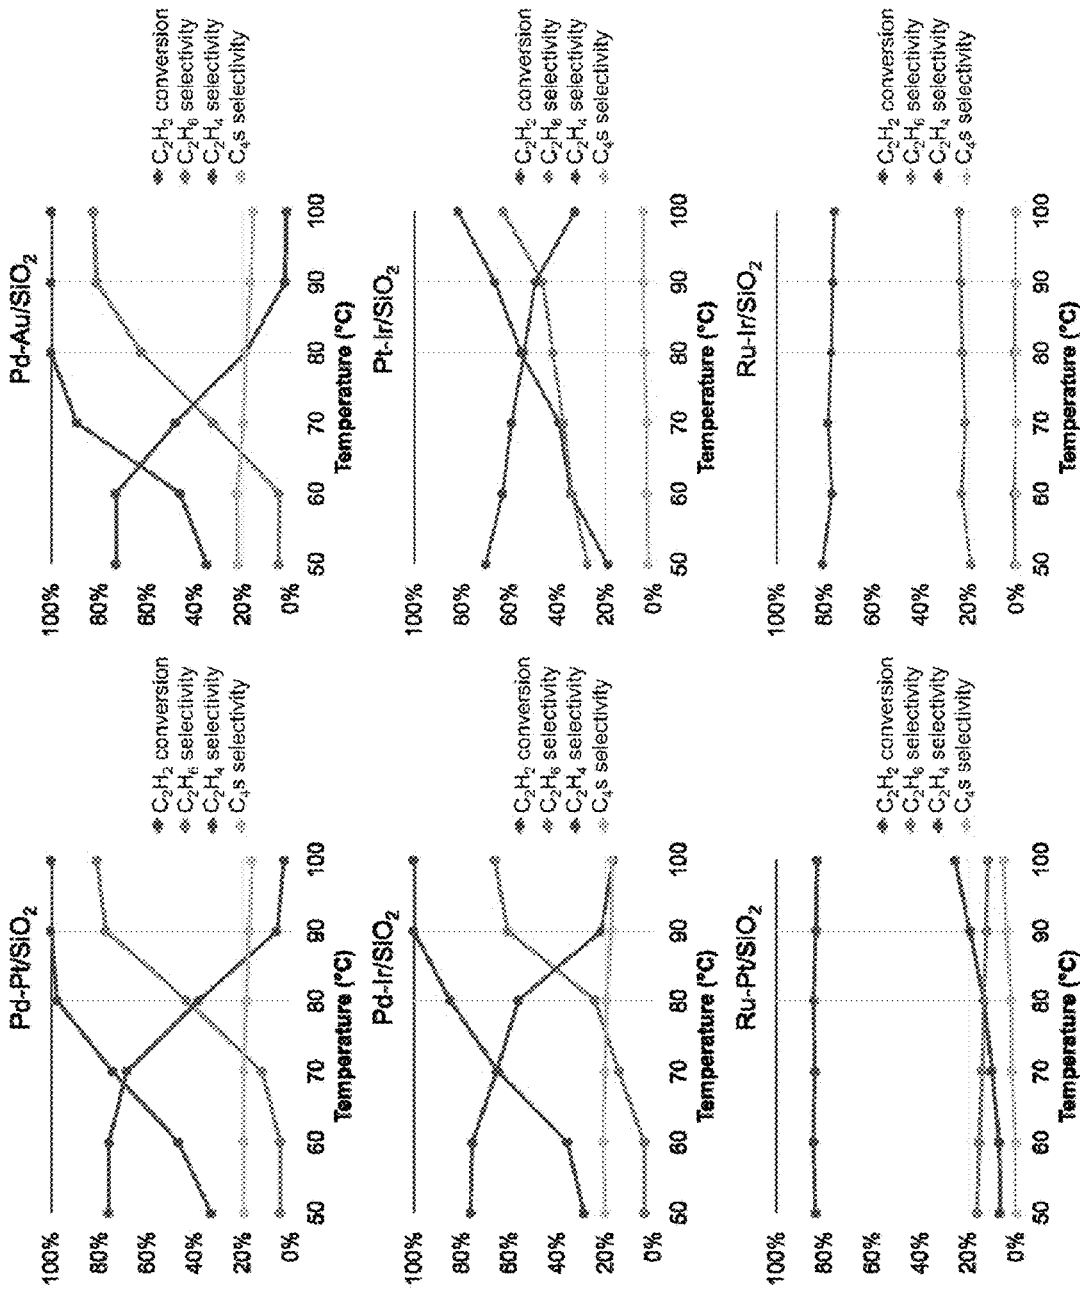 Pd-Pt/SiO₂
100%
80%
60%
40%
20%
0%
50 60 70 80 90 100
Temperature (°C)
C₂H₂ conversion
C₂H₆ selectivity
C₂H₄ selectivity
C₄s selectivity
Pd-Au/SiO₂
100%
80%
60%
40%
20%
0%
50 60 70 80 90 100
Temperature (°C)
C₂H₂ conversion
C₂H₆ selectivity
C₂H₄ selectivity
C₄s selectivity
Pd-Ir/SiO₂
100%
80%
60%
40%
20%
0%
50 60 70 80 90 100
Temperature (°C)
C₂H₂ conversion
C₂H₆ selectivity
C₂H₄ selectivity
C₄s selectivity
Pt-Ir/SiO₂
100%
80%
60%
40%
20%
0%
50 60 70 80 90 100
Temperature (°C)
C₂H₂ conversion
C₂H₆ selectivity
C₂H₄ selectivity
C₄s selectivity
Ru-Pt/SiO₂
100%
80%
60%
40%
20%
0%
50 60 70 80 90 100
Temperature (°C)
C₂H₂ conversion
C₂H₆ selectivity
C₂H₄ selectivity
C₄s selectivity
Ru-Ir/SiO₂
100%
80%
60%
40%
20%
0%
50 60 70 80 90 100
Temperature (°C)
C₂H₂ conversion
C₂H₆ selectivity
C₂H₄ selectivity
C₄s selectivity